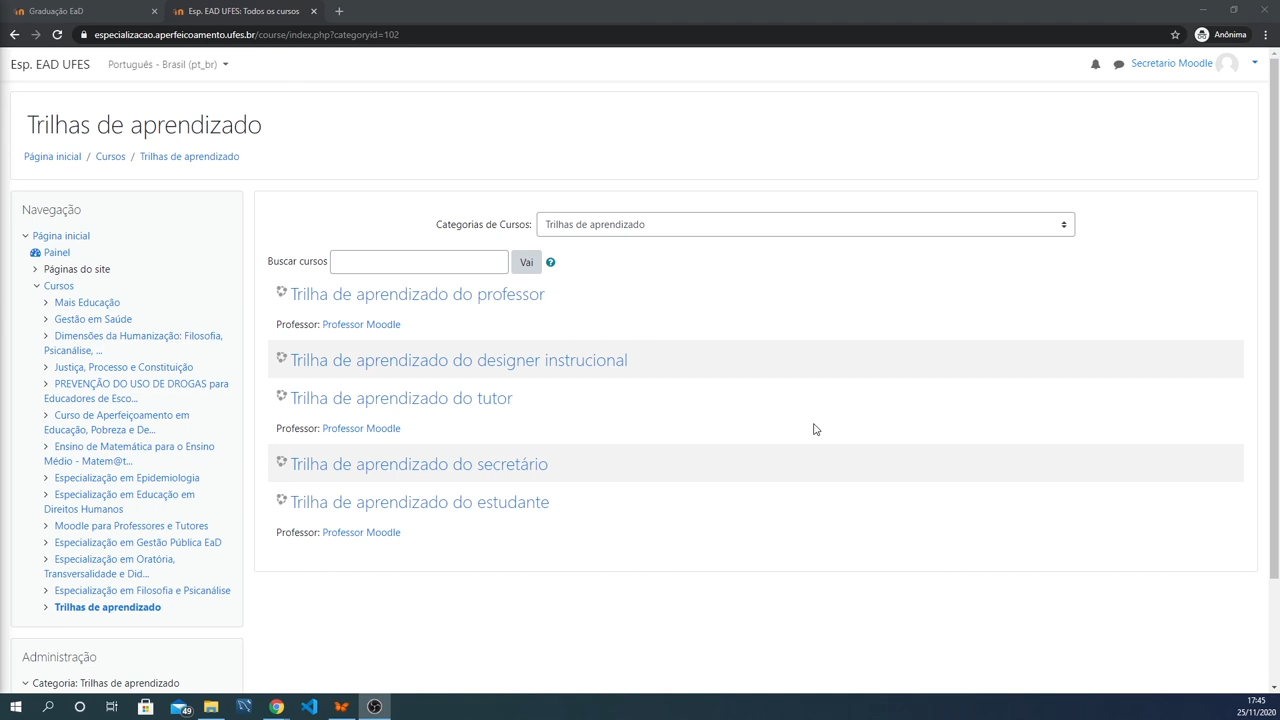 Graduação EaD
Esp. EAD UFES: Todos os cursos
especializacao.aperfeicoamento.ufes.br/course/index.php?categoryid=102
Anônima
Esp. EAD UFES
Português - Brasil (pt_br)
Secretario Moodle
Trilhas de aprendizado
Página inicial / Cursos / Trilhas de aprendizado
Navegação
Página inicial
Painel
Páginas do site
Cursos
Mais Educação
Gestão em Saúde
Dimensões da Humanização: Filosofia,
Psicanálise, ...
Justiça, Processo e Constituição
PREVENÇÃO DO USO DE DROGAS para
Educadores de Esco...
Curso de Aperfeiçoamento em
Educação, Pobreza e De...
Ensino de Matemática para o Ensino
Médio - Matem@t...
Especialização em Epidemiologia
Especialização em Educação em
Direitos Humanos
Moodle para Professores e Tutores
Especialização em Gestão Pública EaD
Especialização em Oratória,
Transversalidade e Did...
Especialização em Filosofia e Psicanálise
Trilhas de aprendizado
Administração
Categoria: Trilhas de aprendizado
Categorias de Cursos: Trilhas de aprendizado
Buscar cursos Vai
Trilha de aprendizado do professor
Professor: Professor Moodle
Trilha de aprendizado do designer instrucional
Trilha de aprendizado do tutor
Professor: Professor Moodle
Trilha de aprendizado do secretário
Trilha de aprendizado do estudante
Professor: Professor Moodle
49
17:45
25/11/2020